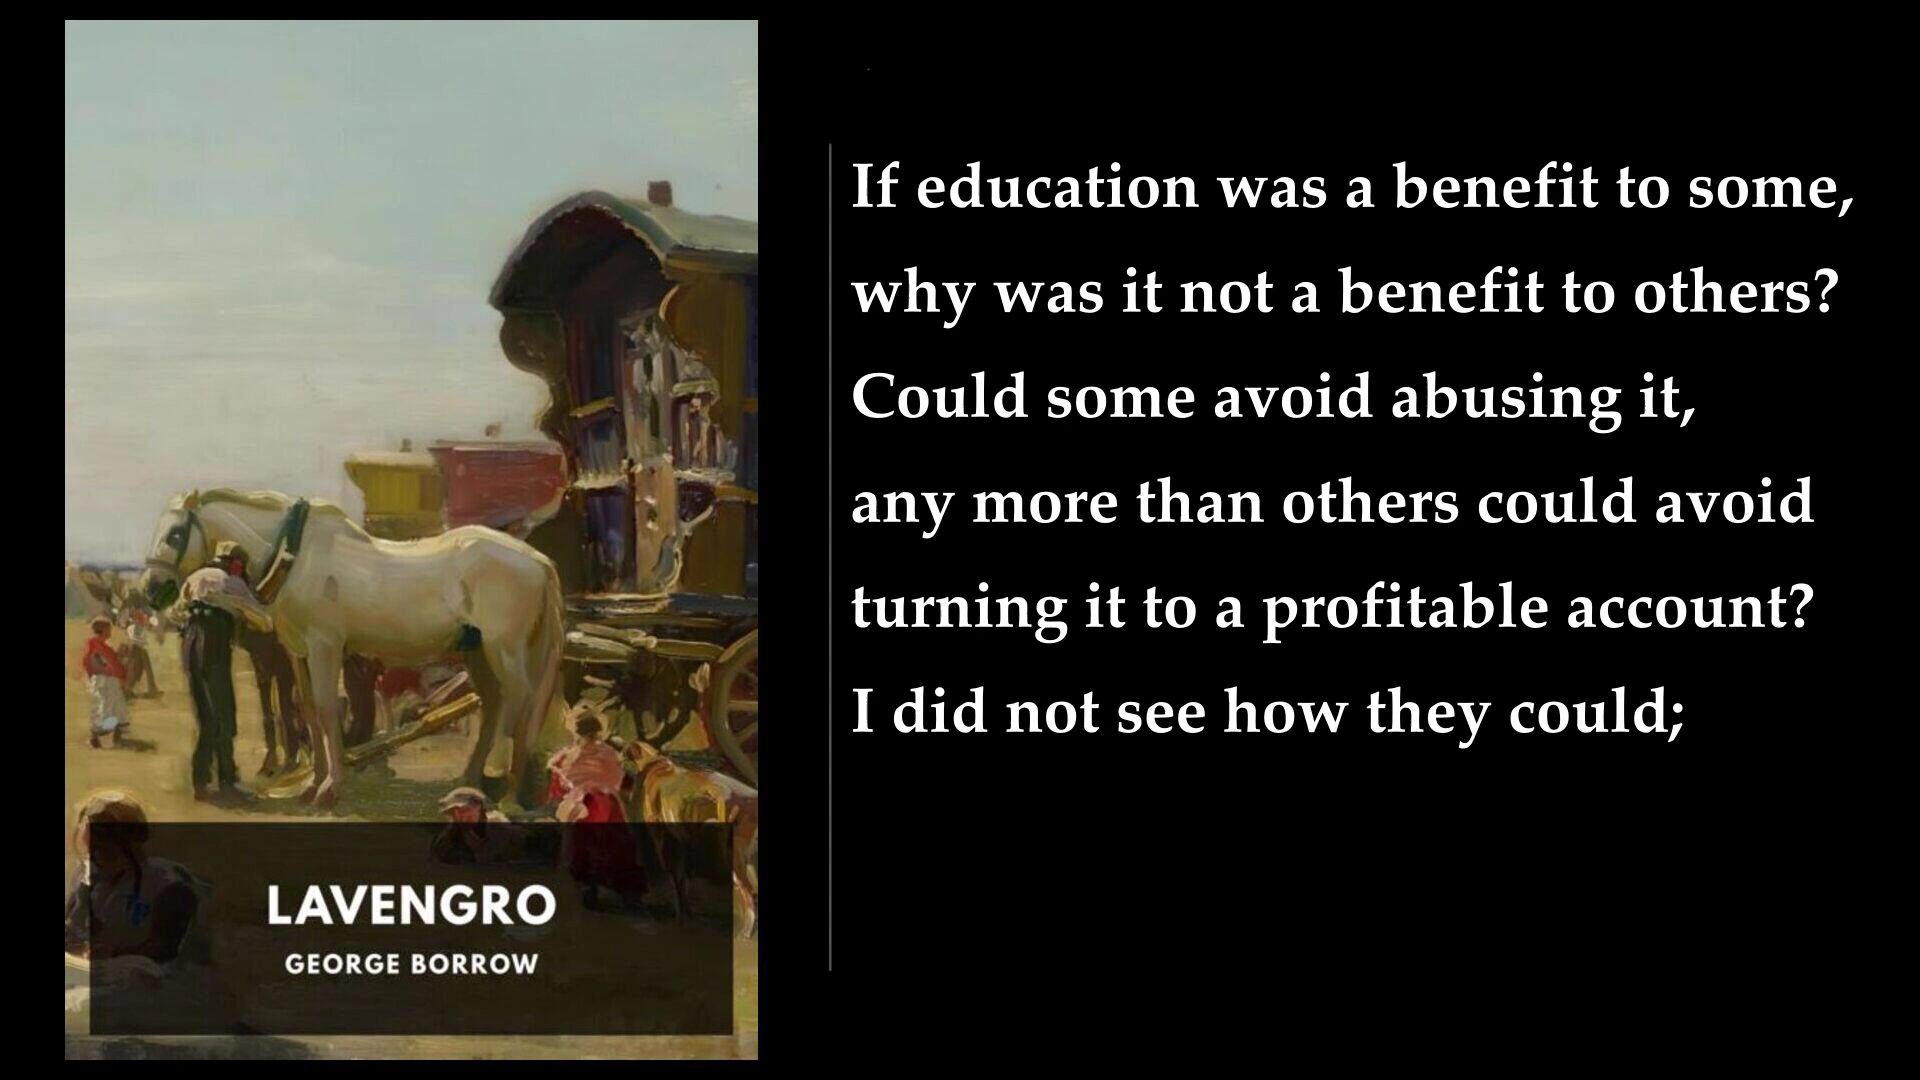 If education was a benefit to some,
why was it not a benefit to others?
Could some avoid abusing it,
any more than others could avoid
turning it to a profitable account?
I did not see how they could;
LAVENGRO
GEORGE BORROW